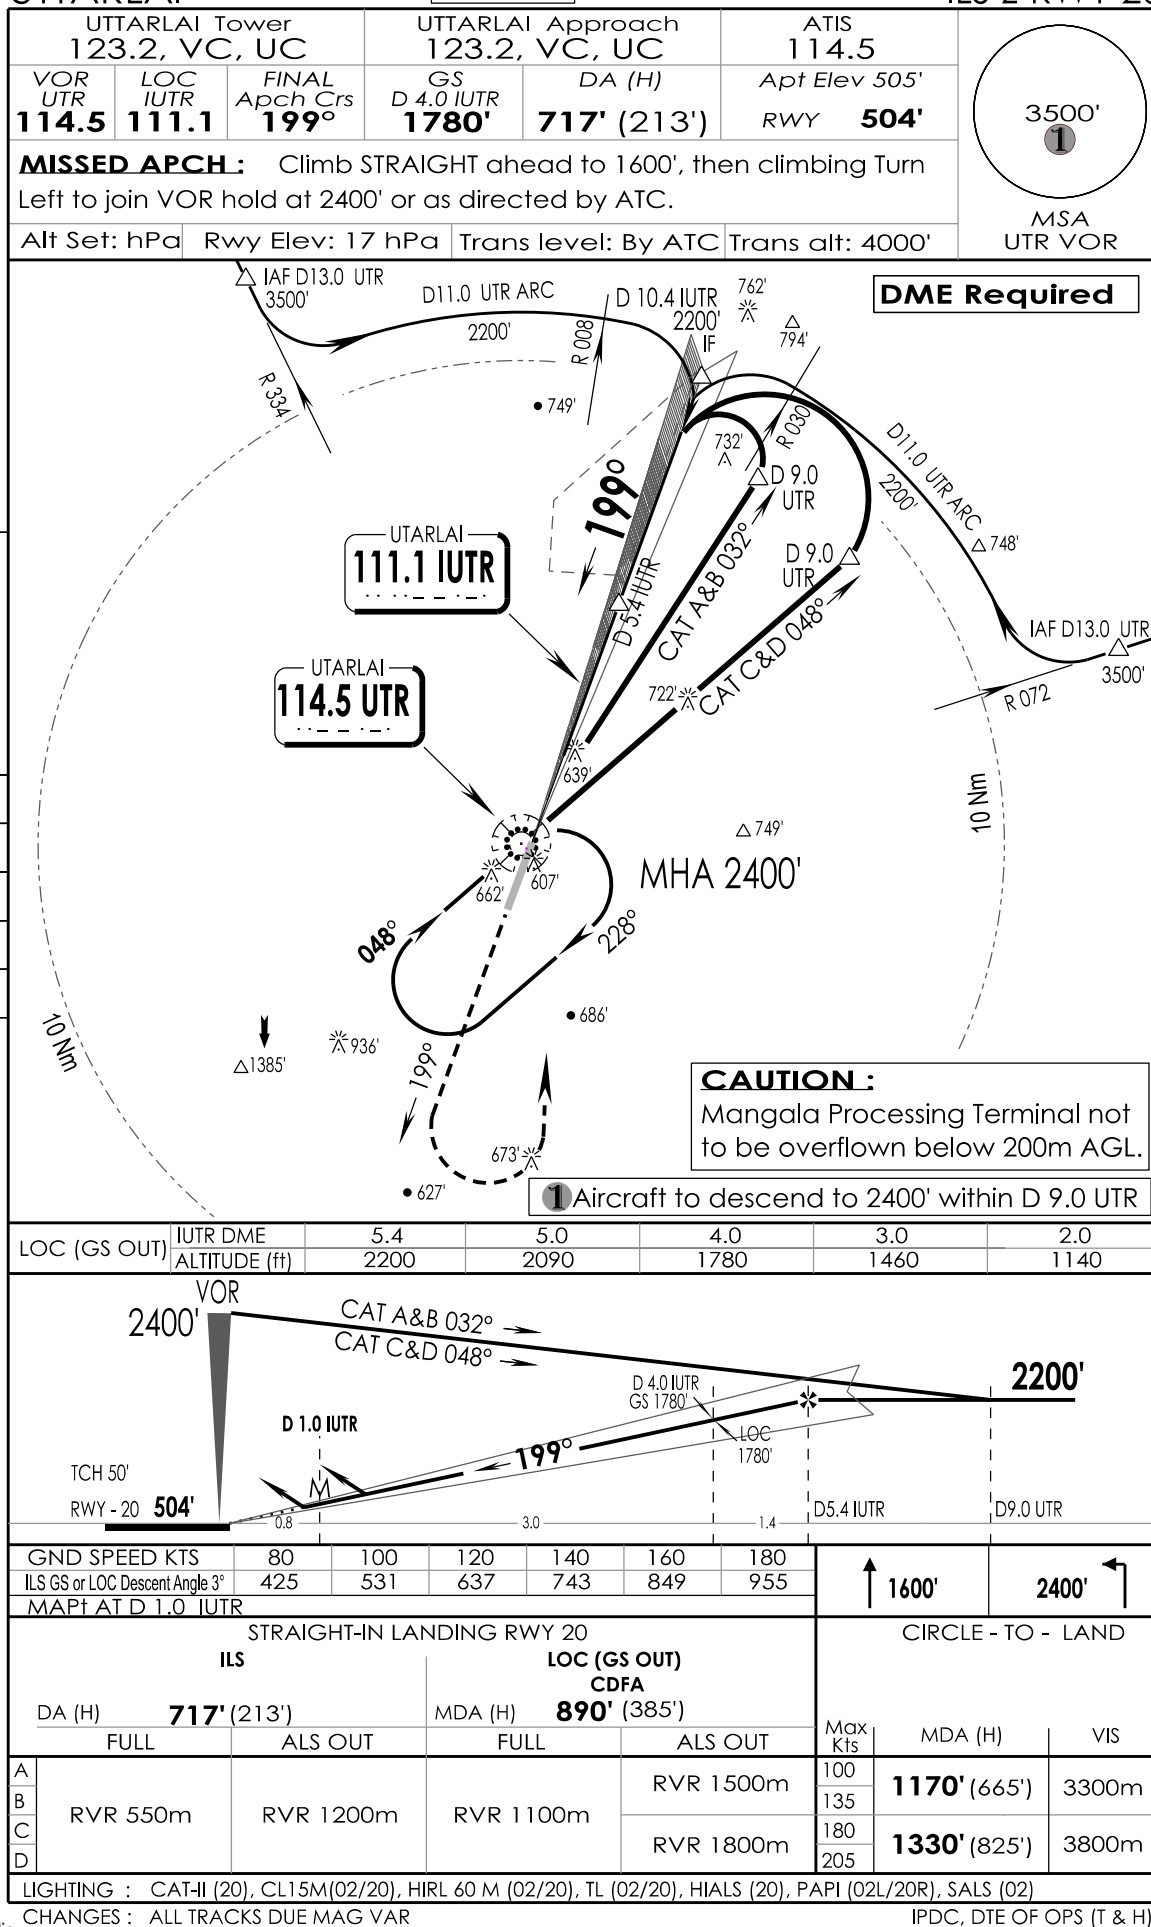 UTTARLAI
ILS Z RWY 20
UTTARLAI Tower
123.2, VC, UC
UTTARLAI Approach
123.2, VC, UC
ATIS
114.5
VOR
UTR
114.5
LOC
IUTR
111.1
FINAL
Apch Crs
199°
GS
D 4.0 IUTR
1780'
DA (H)
717' (213')
Apt Elev 505'
RWY 504'
3500'
1
MSA
UTR VOR
MISSED APCH : Climb STRAIGHT ahead to 1600', then climbing Turn
Left to join VOR hold at 2400' or as directed by ATC.
Alt Set: hPa Rwy Elev: 17 hPa Trans level: By ATC Trans alt: 4000'
IAF D13.0 UTR
3500'
D11.0 UTR ARC
2200'
R 008
D 10.4 IUTR
2200'
IF
762'
794'
DME Required
R 334
749'
732'
R 030
D11.0 UTR ARC
2200'
199°
D 9.0
UTR
748'
UTARLAI
111.1 IUTR
D 5.4 IUTR
CAT A&B 032°
D 9.0
UTR
CAT C&D 048°
IAF D13.0 UTR
3500'
R 072
UTARLAI
114.5 UTR
722'
639'
10 Nm
749'
MHA 2400'
662'
607'
048°
228°
686'
10 Nm
1385'
936'
199°
673'
627'
CAUTION :
Mangala Processing Terminal not
to be overflown below 200m AGL.
1 Aircraft to descend to 2400' within D 9.0 UTR
LOC (GS OUT)
IUTR DME 5.4 5.0 4.0 3.0 2.0
ALTITUDE (ft) 2200 2090 1780 1460 1140
VOR
2400'
CAT A&B 032°
CAT C&D 048°
D 4.0 IUTR
GS 1780'
2200'
D 1.0 IUTR
199°
LOC
1780'
TCH 50'
M
RWY - 20 504'
D5.4 IUTR
D9.0 UTR
0.8 3.0 1.4
GND SPEED KTS 80 100 120 140 160 180
ILS GS or LOC Descent Angle 3° 425 531 637 743 849 955
MAPt AT D 1.0 IUTR
1600'
2400'
STRAIGHT-IN LANDING RWY 20
CIRCLE - TO - LAND
ILS
LOC (GS OUT)
CDFA
DA (H) 717' (213')
MDA (H) 890' (385')
FULL ALS OUT FULL ALS OUT
Max
Kts
MDA (H)
VIS
A
B
C
D
RVR 550m
RVR 1200m
RVR 1100m
RVR 1500m
RVR 1800m
100
135
180
205
1170' (665')
3300m
1330' (825')
3800m
LIGHTING : CAT-II (20), CL15M(02/20), HIRL 60 M (02/20), TL (02/20), HIALS (20), PAPI (02L/20R), SALS (02)
CHANGES : ALL TRACKS DUE MAG VAR
IPDC, DTE OF OPS (T & H)